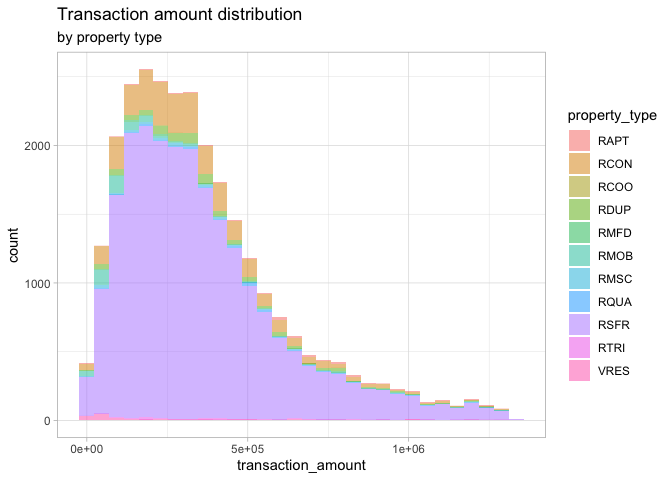 Transaction amount distribution
by property type
count
2000
1000
0
0e+00
5e+05
1e+06
transaction_amount
property_type
RAPT
RCON
RCOO
RDUP
RMFD
RMOB
RMSC
RQUA
RSFR
RTRI
VRES